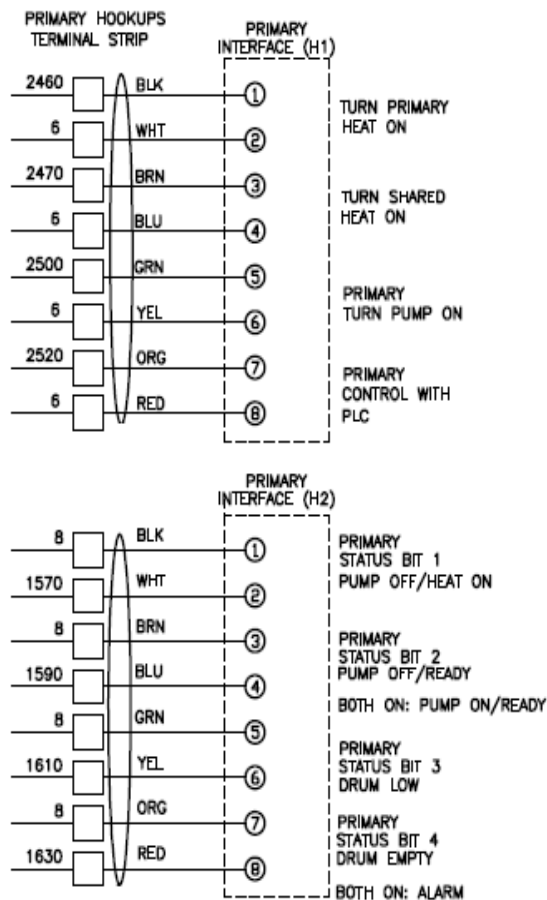 PRIMARY HOOKUPS
TERMINAL STRIP
PRIMARY
INTERFACE (H1)
2460 BLK 1
TURN PRIMARY
HEAT ON
6 WHT 2
2470 BRN 3
TURN SHARED
HEAT ON
6 BLU 4
2500 GRN 5
PRIMARY
TURN PUMP ON
6 YEL 6
2520 ORG 7
PRIMARY
CONTROL WITH
PLC
6 RED 8
PRIMARY
INTERFACE (H2)
8 BLK 1
PRIMARY
STATUS BIT 1
PUMP OFF/HEAT ON
1570 WHT 2
8 BRN 3
PRIMARY
STATUS BIT 2
PUMP OFF/READY
1590 BLU 4
BOTH ON: PUMP ON/READY
8 GRN 5
1610 YEL 6
PRIMARY
STATUS BIT 3
DRUM LOW
8 ORG 7
PRIMARY
STATUS BIT 4
DRUM EMPTY
1630 RED 8
BOTH ON: ALARM